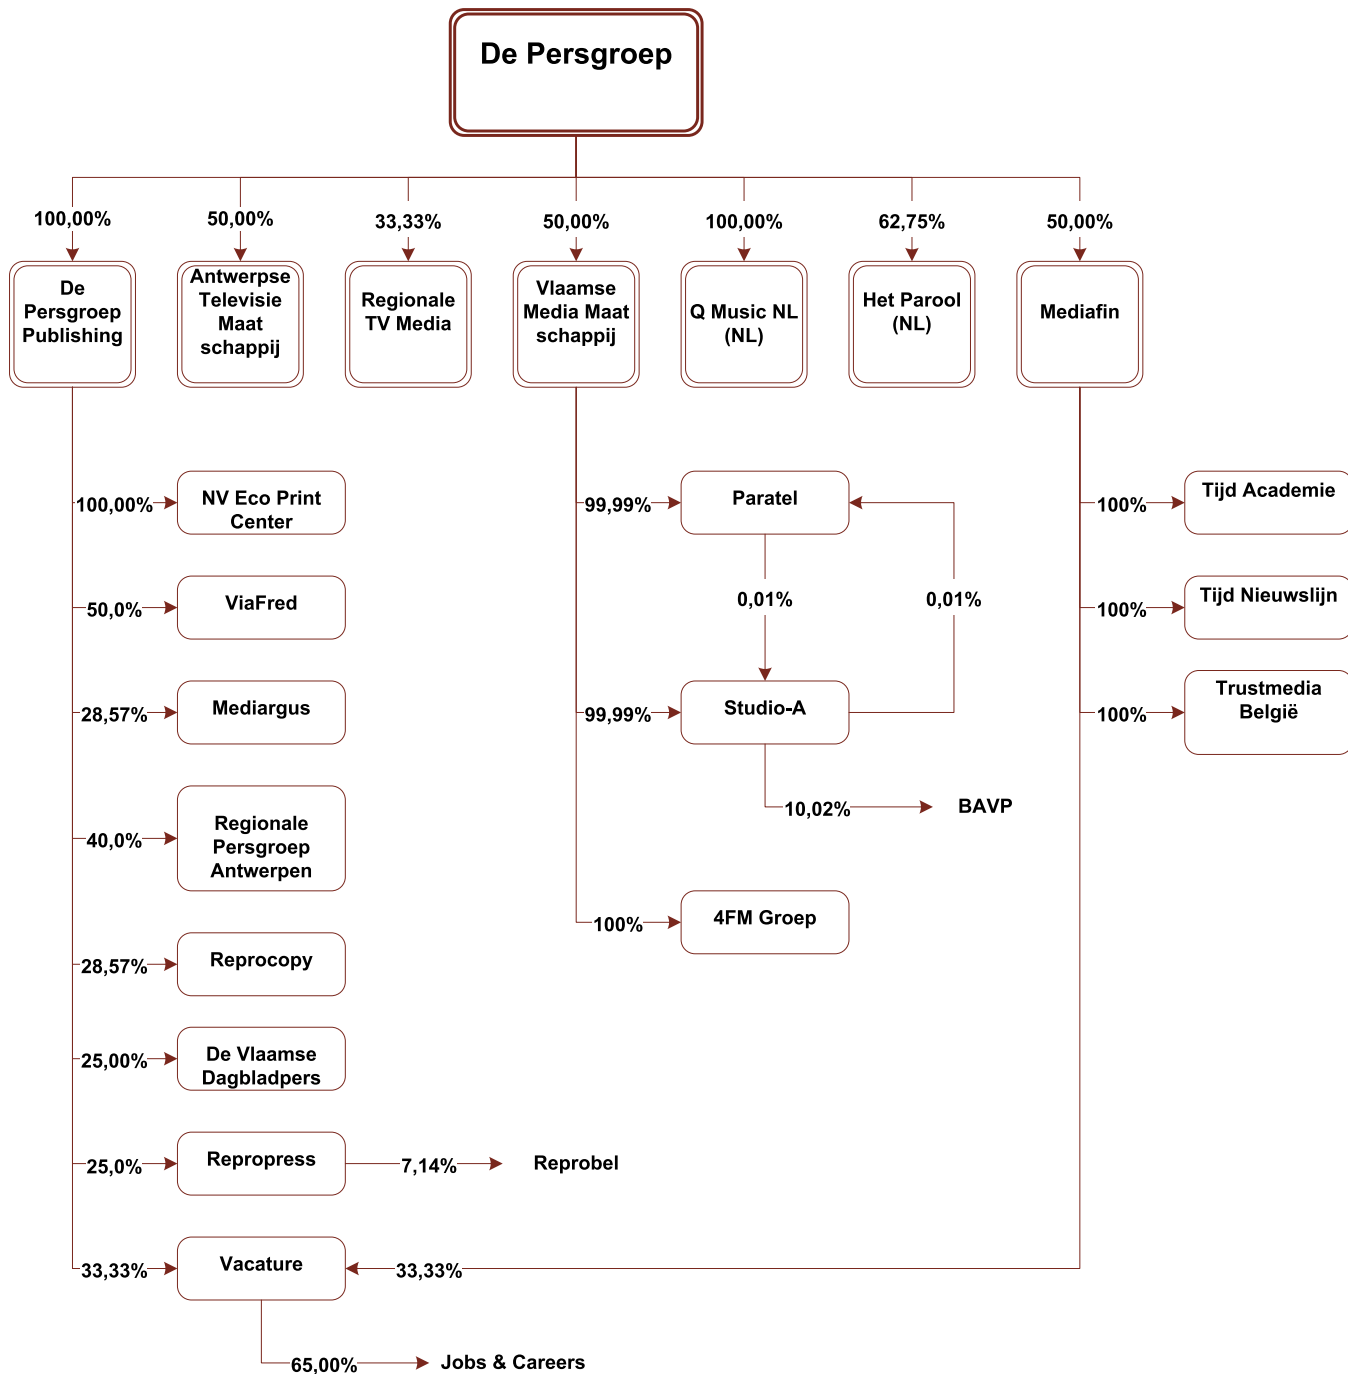 De Persgroep
100,00%
50,00%
33,33%
50,00%
100,00%
62,75%
50,00%
De
Persgroep
Publishing
Antwerpse
Televisie
Maat
schappij
Regionale
TV Media
Vlaamse
Media Maat
schappij
Q Music NL
(NL)
Het Parool
(NL)
Mediafin
100,00%
NV Eco Print
Center
99,99%
Paratel
100%
Tijd Academie
50,0%
ViaFred
0,01%
0,01%
100%
Tijd Nieuwslijn
28,57%
Mediargus
99,99%
Studio-A
100%
Trustmedia
België
10,02%
BAVP
40,0%
Regionale
Persgroep
Antwerpen
100%
4FM Groep
28,57%
Reprocopy
25,00%
De Vlaamse
Dagbladpers
25,0%
Repropress
7,14%
Reprobel
33,33%
Vacature
33,33%
65,00%
Jobs & Careers